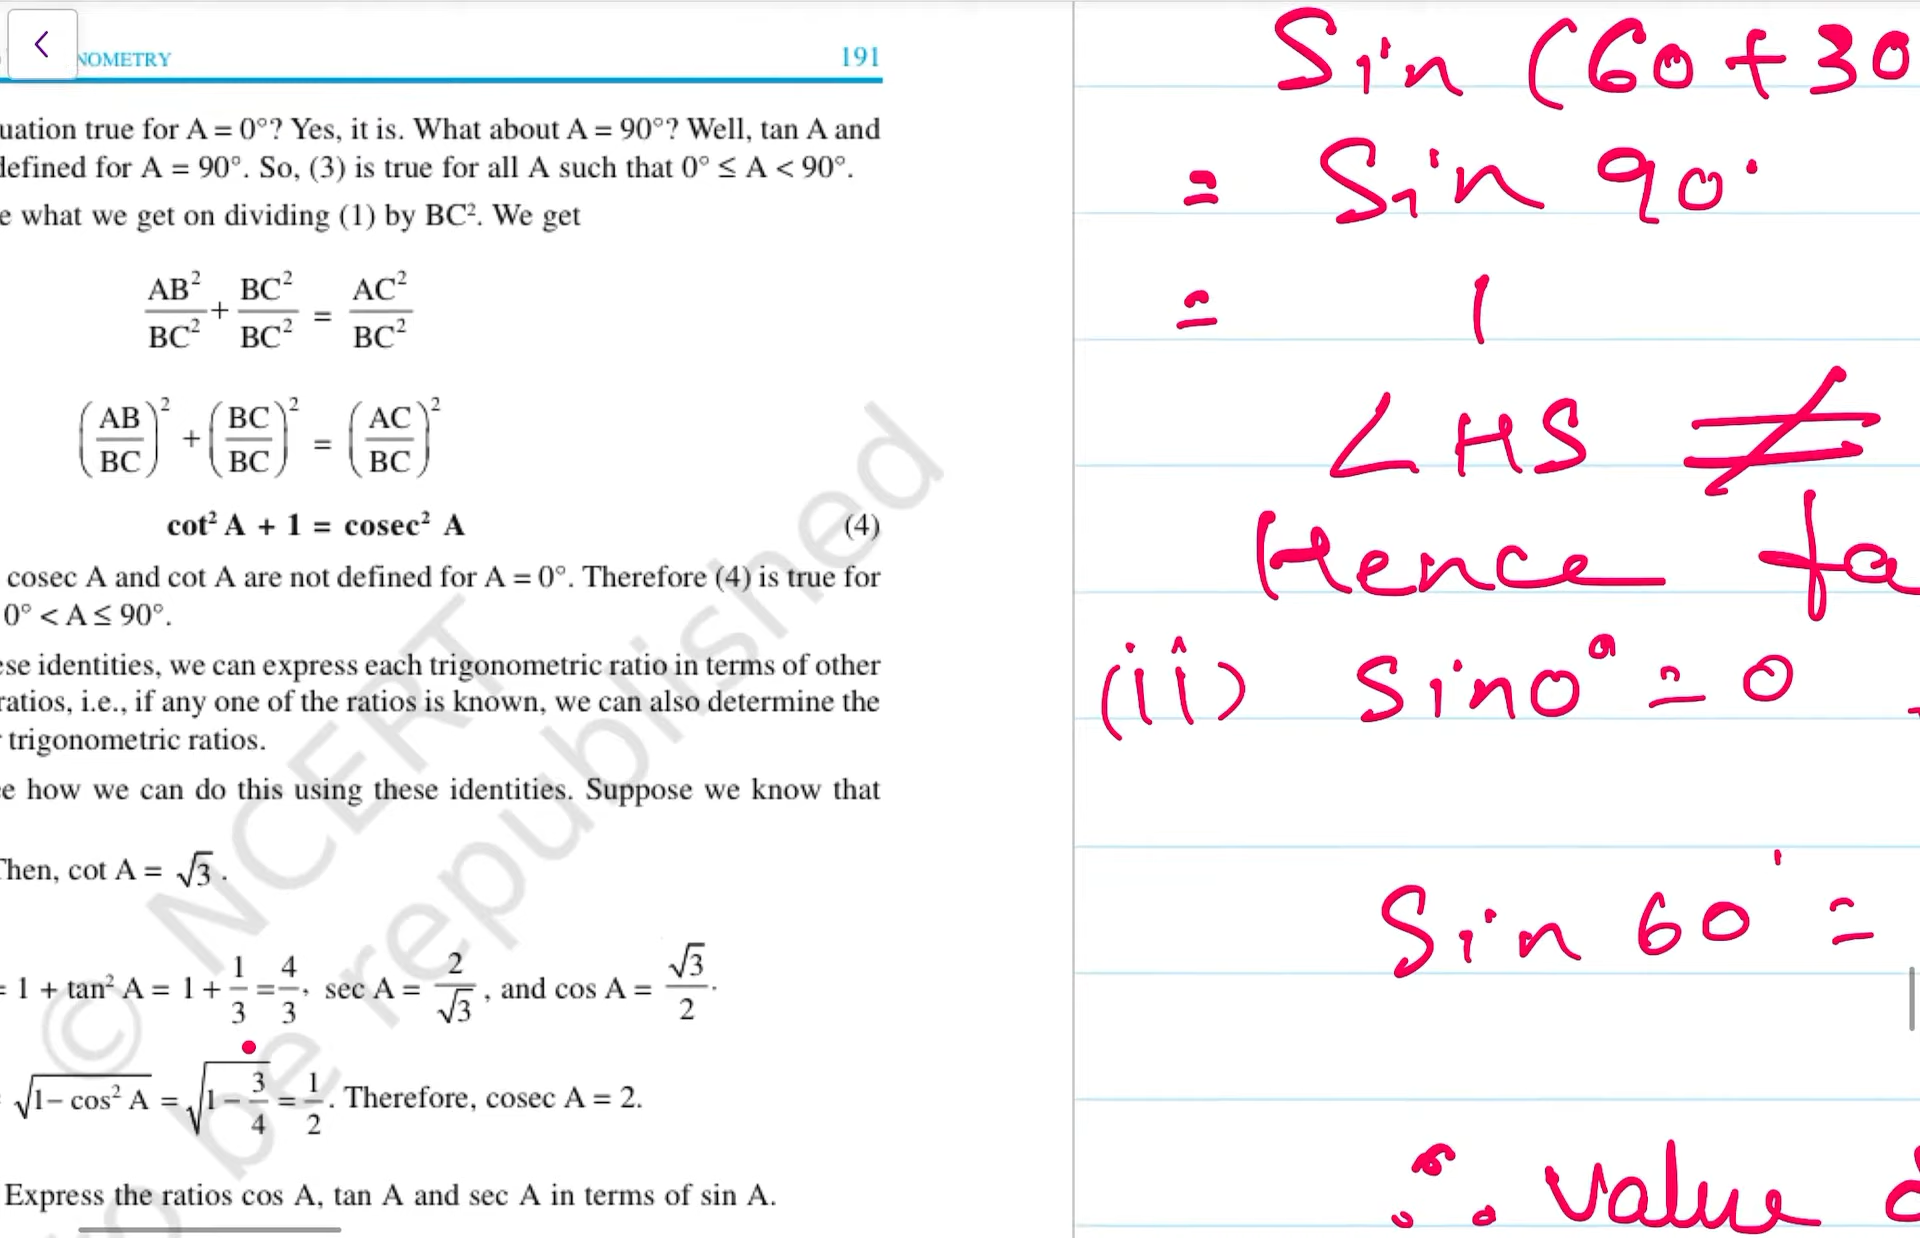 NOMETRY 191
uation true for A = 0°? Yes, it is. What about A = 90°? Well, tan A and
defined for A = 90°. So, (3) is true for all A such that 0° ≤ A < 90°.
e what we get on dividing (1) by BC². We get
AB²/BC² + BC²/BC² = AC²/BC²
(AB/BC)² + (BC/BC)² = (AC/BC)²
cot² A + 1 = cosec² A (4)
cosec A and cot A are not defined for A = 0°. Therefore (4) is true for
0° < A ≤ 90°.
se identities, we can express each trigonometric ratio in terms of other
ratios, i.e., if any one of the ratios is known, we can also determine the
trigonometric ratios.
e how we can do this using these identities. Suppose we know that
Then, cot A = √3.
= 1 + tan² A = 1 + 1/3 = 4/3, sec A = 2/√3, and cos A = √3/2.
√(1 – cos² A) = √(1 – 3/4) = 1/2. Therefore, cosec A = 2.
Express the ratios cos A, tan A and sec A in terms of sin A.
© NCERT
be republished
Sin (60+30
= Sin 90°
= 1
LHS ≠
Hence fa
(ii) Sin0° = 0
Sin 60° =
∴ Value